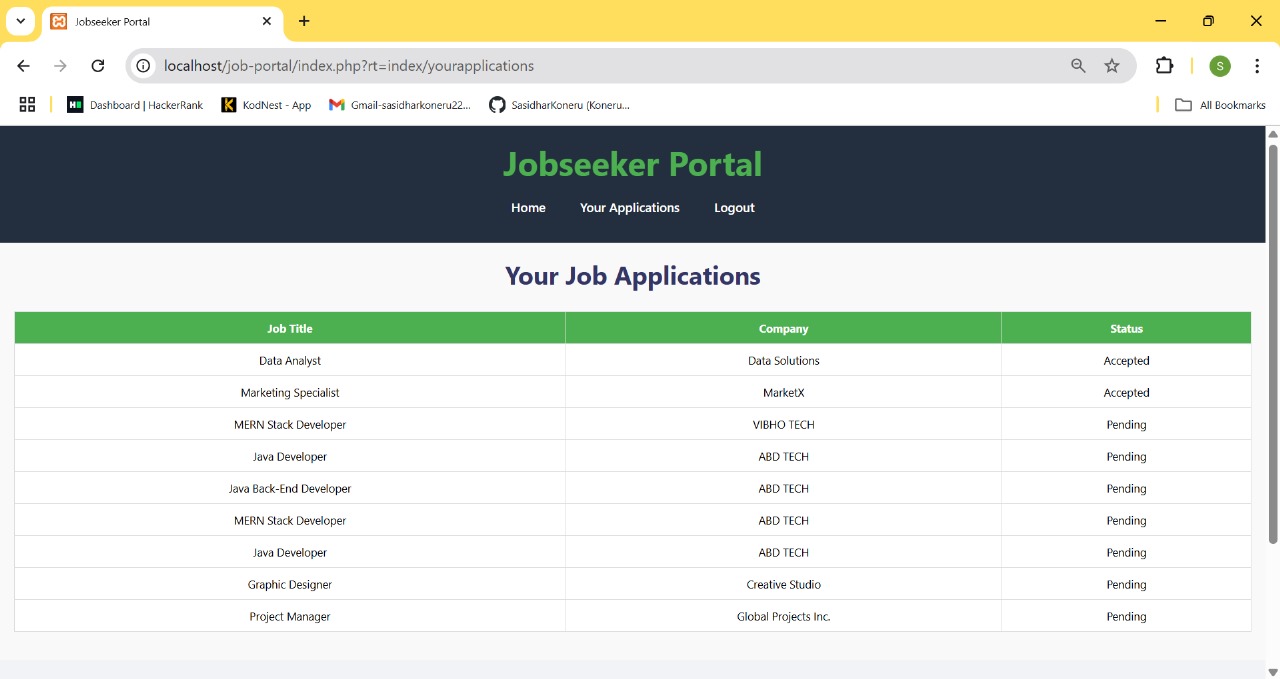 Jobseeker Portal
localhost/job-portal/index.php?rt=index/yourapplications
S
Dashboard | HackerRank KodNest - App Gmail-sasidharkoneru22... SasidharKoneru (Koneru... All Bookmarks
Jobseeker Portal
Home Your Applications Logout
Your Job Applications
Job Title Company Status
Data Analyst Data Solutions Accepted
Marketing Specialist MarketX Accepted
MERN Stack Developer VIBHO TECH Pending
Java Developer ABD TECH Pending
Java Back-End Developer ABD TECH Pending
MERN Stack Developer ABD TECH Pending
Java Developer ABD TECH Pending
Graphic Designer Creative Studio Pending
Project Manager Global Projects Inc. Pending